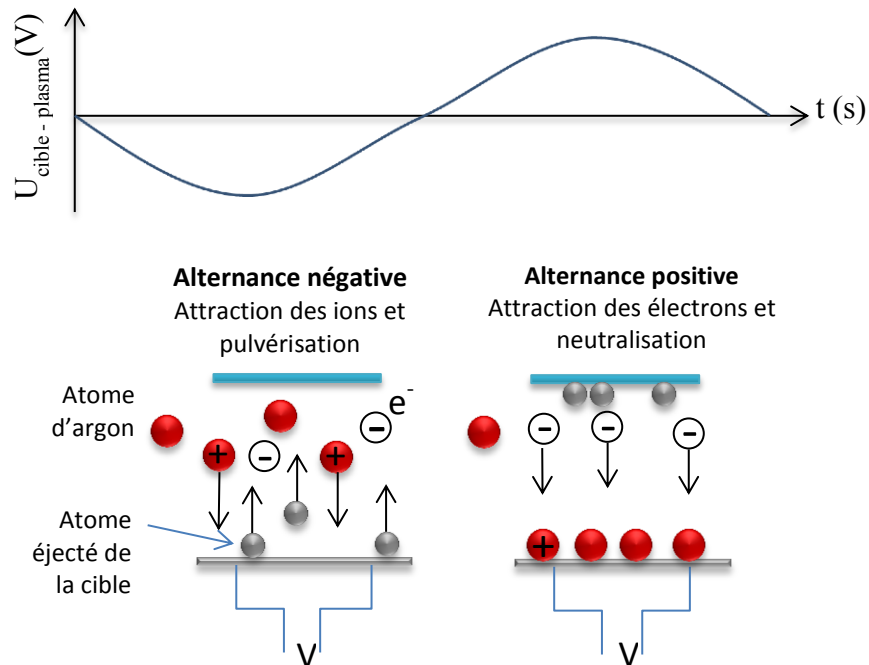 U cible - plasma (V)
t (s)
Alternance négative
Attraction des ions et
pulvérisation
Alternance positive
Attraction des électrons et
neutralisation
Atome
d'argon
e-
-
+
-
+
Atome
éjecté de
la cible
V
-
-
-
+
V